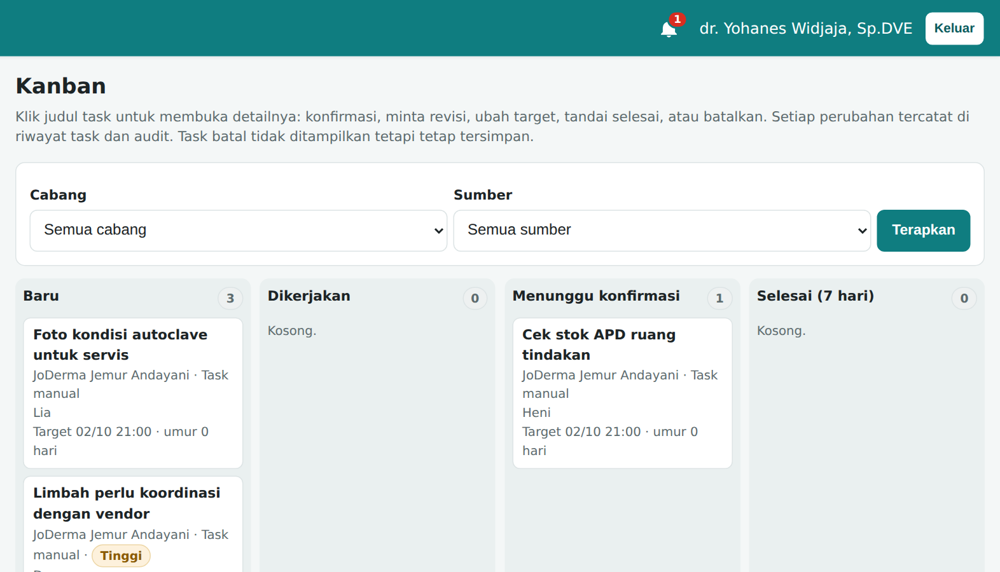 1
dr. Yohanes Widjaja, Sp.DVE
Keluar
Kanban
Klik judul task untuk membuka detailnya: konfirmasi, minta revisi, ubah target, tandai selesai, atau batalkan. Setiap perubahan tercatat di
riwayat task dan audit. Task batal tidak ditampilkan tetapi tetap tersimpan.
Cabang
Semua cabang
Sumber
Semua sumber
Terapkan
Baru
3
Foto kondisi autoclave
untuk servis
JoDerma Jemur Andayani · Task
manual
Lia
Target 02/10 21:00 · umur 0
hari
Limbah perlu koordinasi
dengan vendor
JoDerma Jemur Andayani · Task
manual · Tinggi
Dikerjakan
0
Kosong.
Menunggu konfirmasi
1
Cek stok APD ruang
tindakan
JoDerma Jemur Andayani · Task
manual
Heni
Target 02/10 21:00 · umur 0
hari
Selesai (7 hari)
0
Kosong.